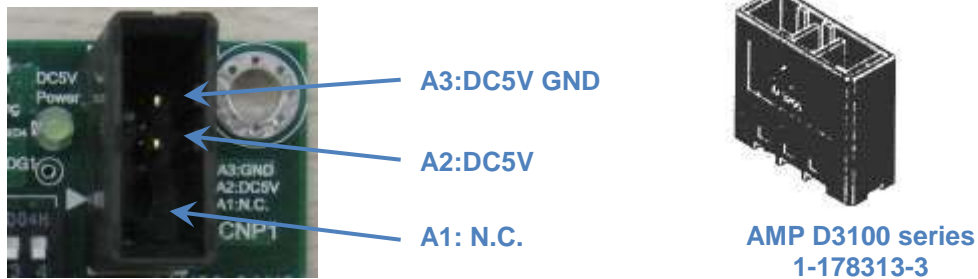 DC5V
Power
DG1
A3:GND
A2:DC5V
A1:N.C.
CNP1
A3:DC5V GND
A2:DC5V
A1: N.C.
AMP D3100 series
1-178313-3